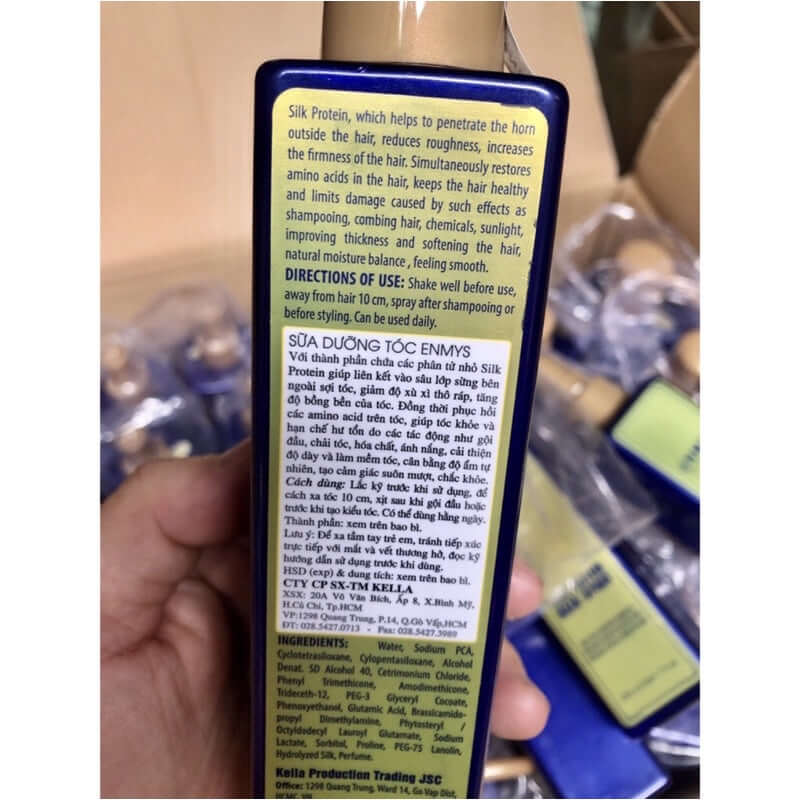 Silk Protein, which helps to penetrate the horn
outside the hair, reduces roughness, increases
the firmness of the hair. Simultaneously restores
amino acids in the hair, keeps the hair healthy
and limits damage caused by such effects as
shampooing, combing hair, chemicals, sunlight,
improving thickness and softening the hair,
natural moisture balance , feeling smooth.
DIRECTIONS OF USE: Shake well before use,
away from hair 10 cm, spray after shampooing or
before styling. Can be used daily.
SỮA DƯỠNG TÓC ENMYS
Với thành phần chứa các phân tử nhỏ Silk
Protein giúp liên kết vào sâu lớp sừng bên
ngoài sợi tóc, giảm độ xù xì thô ráp, tăng
độ bồng bềnh của tóc. Đồng thời phục hồi
các amino acid trên tóc, giúp tóc khỏe và
hạn chế hư tổn do các tác động như gội
đầu, chải tóc, hóa chất, ánh nắng, cải thiện
độ dày và làm mềm tóc, cân bằng độ ẩm tự
nhiên, tạo cảm giác suôn mượt, chắc khỏe.
Cách dùng: Lắc kỹ trước khi sử dụng, để
cách xa tóc 10 cm, xịt sau khi gội đầu hoặc
trước khi tạo kiểu tóc. Có thể dùng hằng ngày.
Thành phần: xem trên bao bì.
Lưu ý: Để xa tầm tay trẻ em, tránh tiếp xúc
trực tiếp với mắt và vết thương hở, đọc kỹ
hướng dẫn sử dụng trước khi dùng.
HSD (exp) & dung tích: xem trên bao bì.
CTY CP SX-TM KELLA
XSX: 20A Võ Văn Bích, Ấp 8, X.Bình Mỹ,
H.Củ Chi, Tp.HCM
VP:1298 Quang Trung, P.14, Q.Gò Vấp,HCM
ĐT: 028.5427.0713 - Fax: 028.5427.3989
INGREDIENTS: Water, Sodium PCA,
Cyclotetrasiloxane, Cylopentasiloxane, Alcohol
Denat. SD Alcohol 40, Cetrimonium Chloride,
Phenyl Trimethicone, Amodimethicone,
Trideceth-12, PEG-3 Glyceryl Cocoate,
Phenoxyethanol, Glutamic Acid, Brassicamido-
propyl Dimethylamine, Phytosteryl /
Octyldodecyl Lauroyl Glutamate, Sodium
Lactate, Sorbitol, Proline, PEG-75 Lanolin,
Hydrolyzed Silk, Perfume.
Kella Production Trading JSC
Office: 1298 Quang Trung, Ward 14, Go Vap Dist,